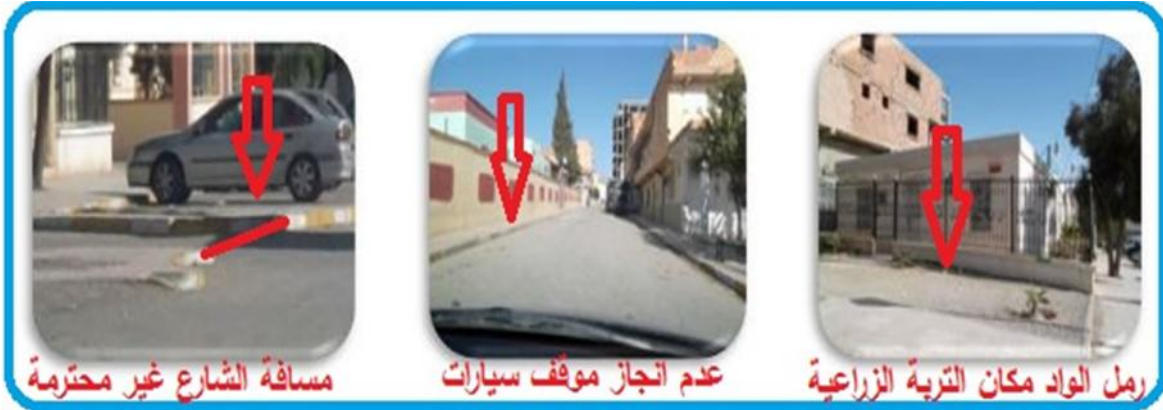 رمل الواد مكان التربة الزراعية
عدم انجاز موقف سيارات
مسافة الشارع غير محترمة